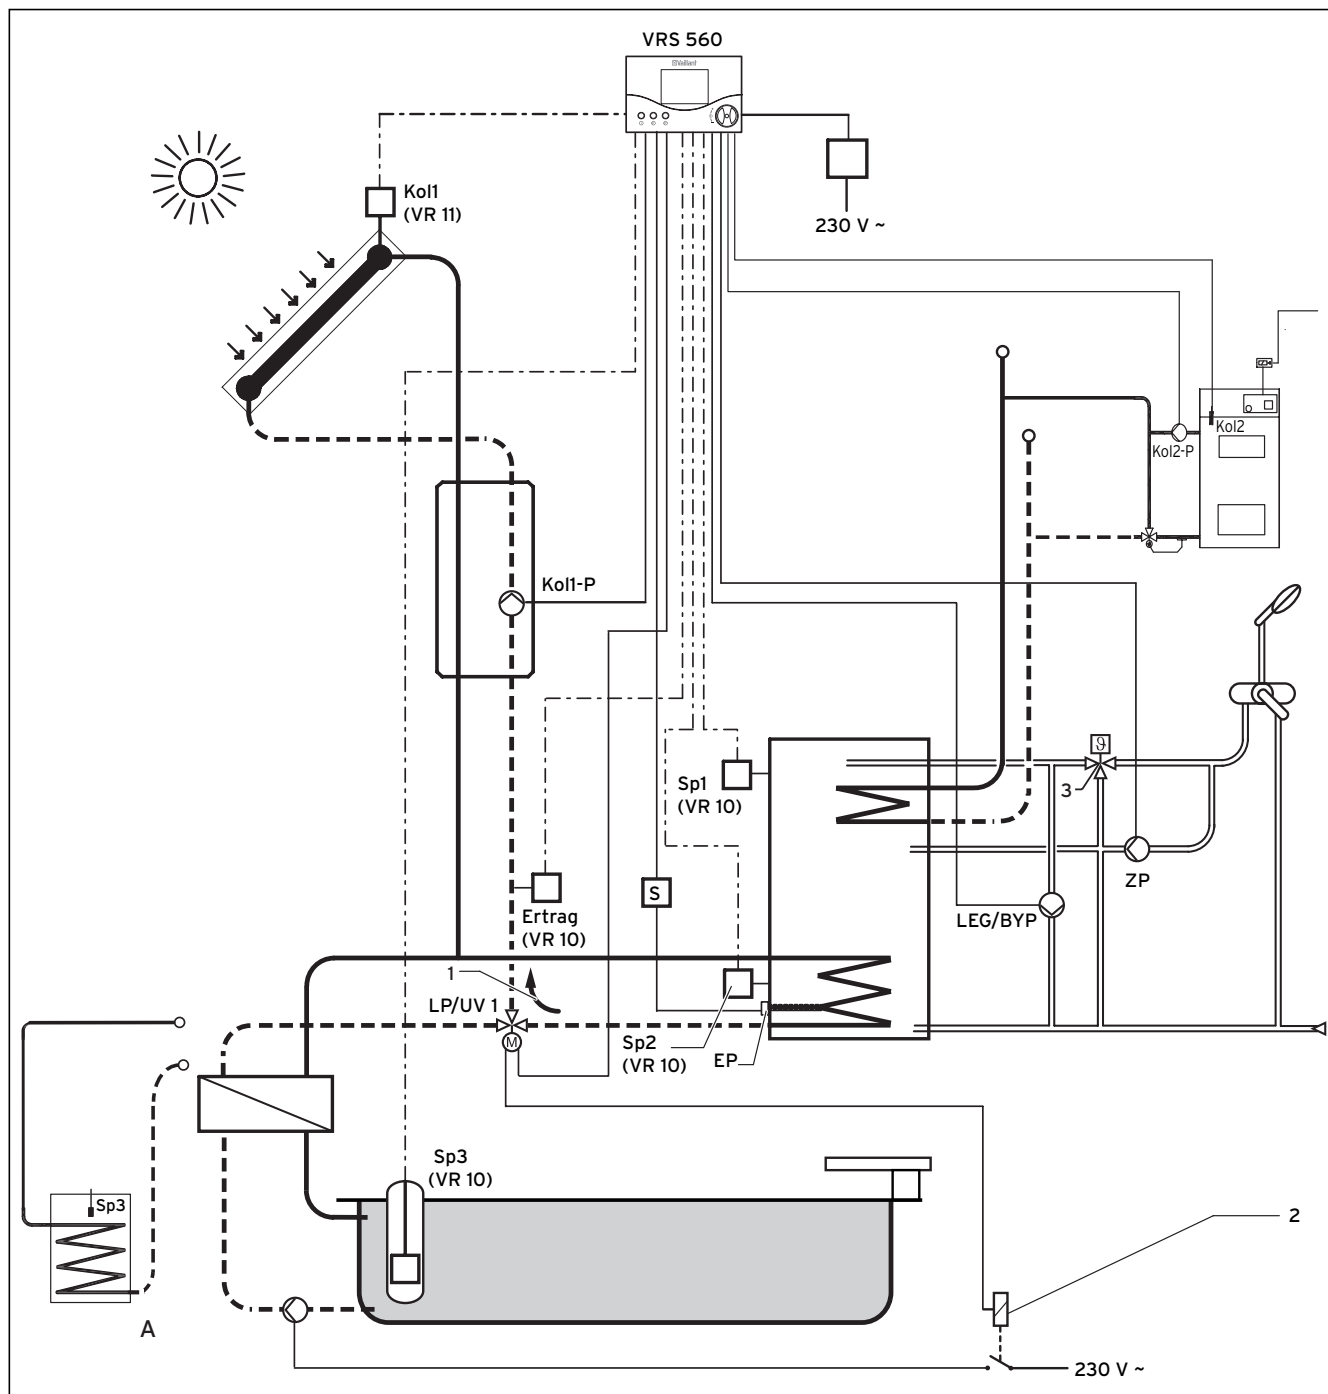 VRS 560
Vaillant
Kol1
(VR 11)
230 V ~
Kol2
Kol2-P
Kol1-P
Sp1
(VR 10)
3
ZP
S
Ertrag
(VR 10)
LEG/BYP
1
LP/UV 1
M
Sp2
(VR 10)
EP
Sp3
(VR 10)
Sp3
2
A
230 V ~